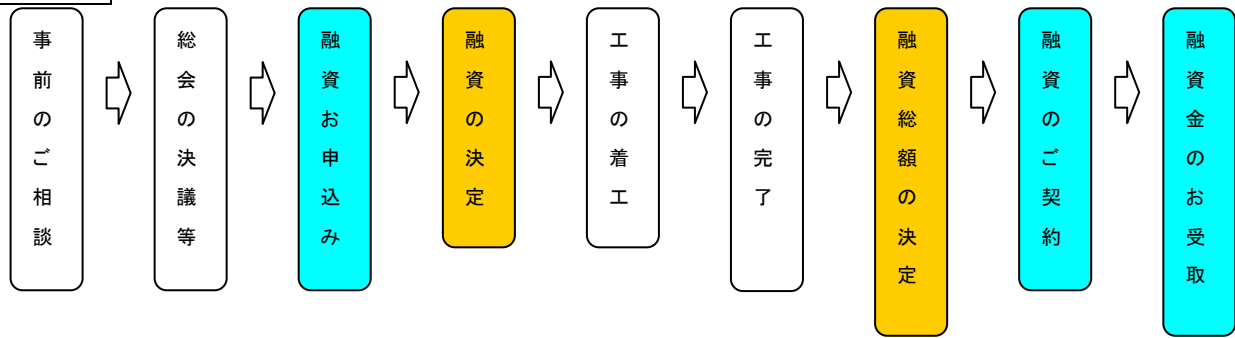 事前のご相談
総会の決議等
融資お申込み
融資の決定
工事の着工
工事の完了
融資総額の決定
融資のご契約
融資金のお受取